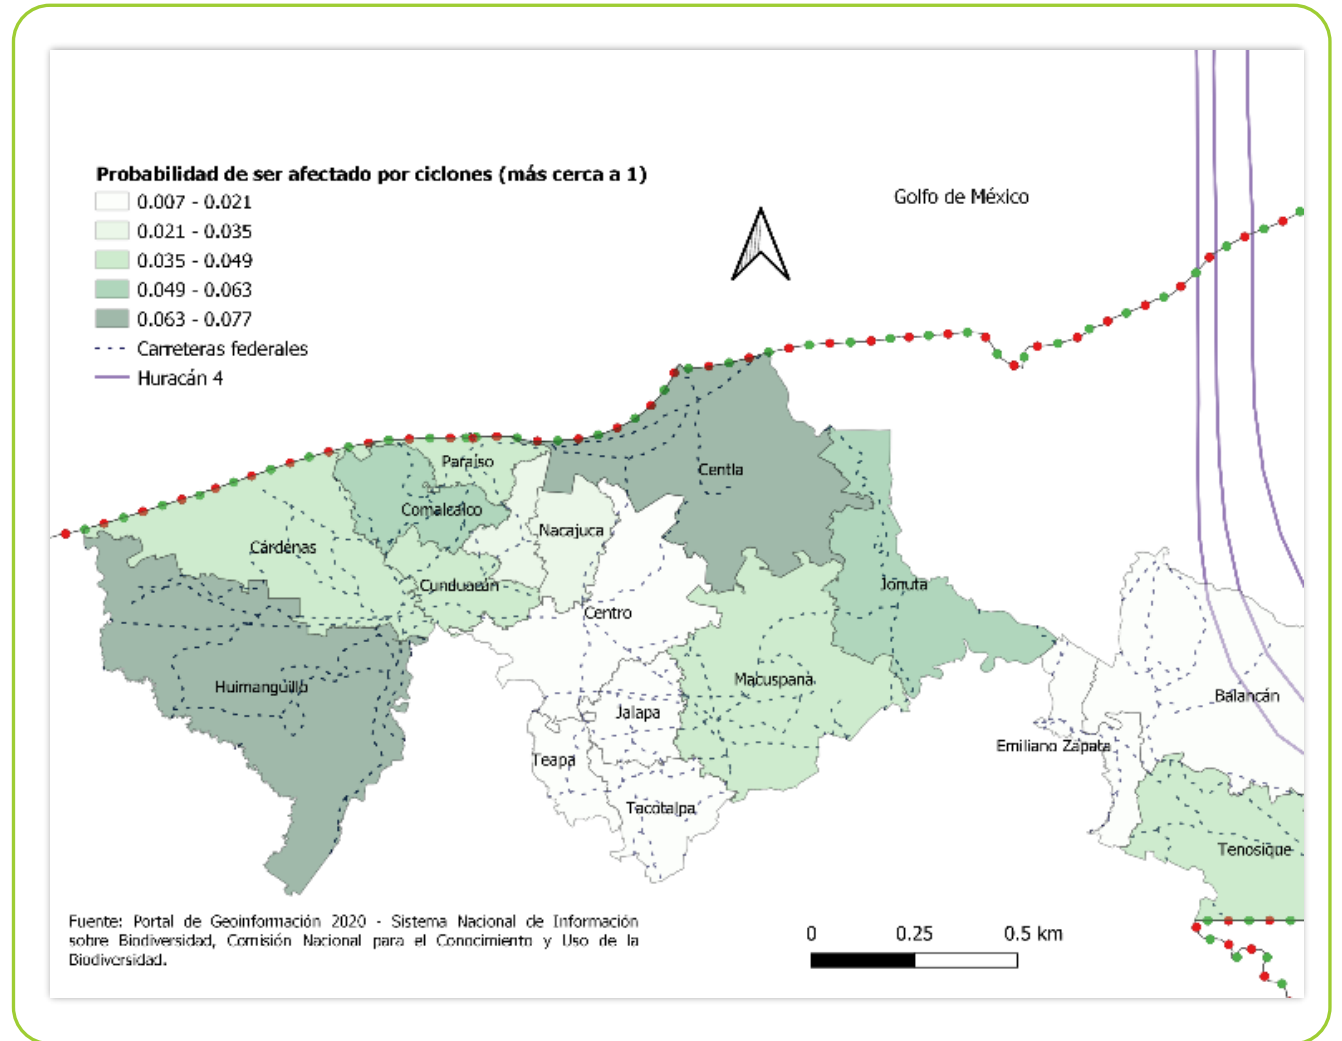 Probabilidad de ser afectado por ciclones (más cerca a 1)
0.007 - 0.021
0.021 - 0.035
0.035 - 0.049
0.049 - 0.063
0.063 - 0.077
Carreteras federales
Huracán 4
Golfo de México
Paraíso
Centla
Comalcalco
Nacajuca
Cárdenas
Cunduacán
Jonuta
Centro
Huimanguillo
Macuspana
Balancán
Jalapa
Emiliano Zapata
Teapa
Tacotalpa
Tenosique
Fuente: Portal de Geoinformación 2020 - Sistema Nacional de Información
sobre Biodiversidad, Comisión Nacional para el Conocimiento y Uso de la
Biodiversidad.
0 0.25 0.5 km